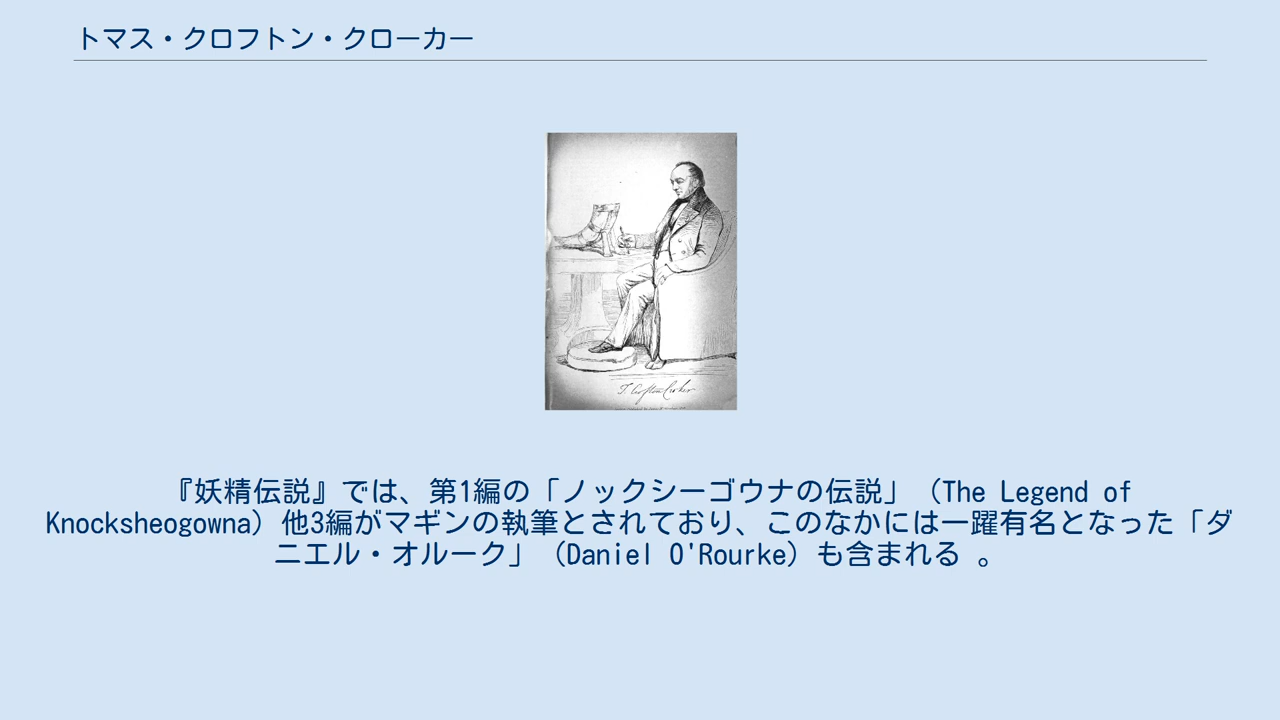 トマス・クロフトン・クローカー
T. Crofton Croker
『妖精伝説』では、第1編の「ノックシーゴウナの伝説」（The Legend of
Knocksheogowna）他3編がマギンの執筆とされており、このなかには一躍有名となった「ダ
ニエル・オルーク」（Daniel O'Rourke）も含まれる 。